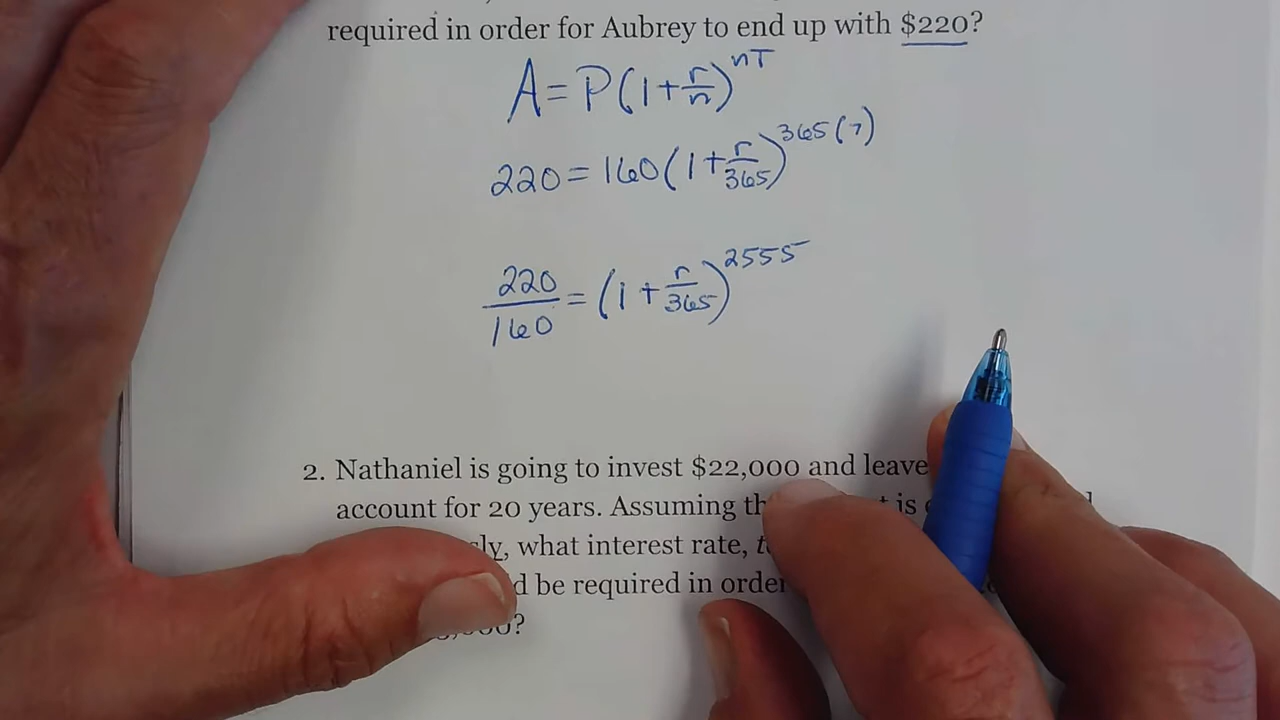 required in order for Aubrey to end up with $220?
A = P(1 + r/n)^nT
220 = 160(1 + r/365)^365(7)
220/160 = (1 + r/365)^2555
2. Nathaniel is going to invest $22,000 and leave
account for 20 years. Assuming is
, what interest rate,
be required in order